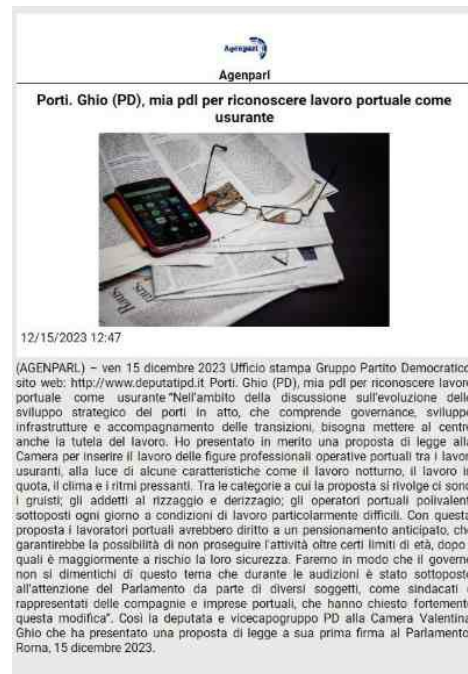 Agenparl
Agenparl
Porti. Ghio (PD), mia pdl per riconoscere lavoro portuale come
usurante
12/15/2023 12:47
(AGENPARL) – ven 15 dicembre 2023 Ufficio stampa Gruppo Partito Democratico
sito web: http://www.deputatipd.it Porti. Ghio (PD), mia pdl per riconoscere
portuale come usurante "Nell'ambito della discussione sull'evoluzione
sviluppo strategico dei porti in atto, che comprende governance,
infrastrutture e accompagnamento delle transizioni, bisogna mettere al centro
anche la tutela del lavoro. Ho presentato in merito una proposta di legge
Camera per inserire il lavoro delle figure professionali operative portuali tra i
usuranti, alla luce di alcune caratteristiche come il lavoro notturno, il lavoro
quota, il clima e i ritmi pressanti. Tra le categorie a cui la proposta si rivolge ci sono
i gruisti; gli addetti al rizzaggio e derizzaggio; gli operatori portuali
sottoposti ogni giorno a condizioni di lavoro particolarmente difficili. Con questa
proposta i lavoratori portuali avrebbero diritto a un pensionamento anticipato,
garantirebbe la possibilità di non proseguire l'attività oltre certi limiti di età, dopo
quali è maggiormente a rischio la loro sicurezza. Faremo in modo che il governo
non si dimentichi di questo tema che durante le audizioni è stato sottoposto
all'attenzione del Parlamento da parte di diversi soggetti, come sindacati
rappresentati delle compagnie e imprese portuali, che hanno chiesto fortemente
questa modifica". Così la deputata e vicecapogruppo PD alla Camera Valentina
Ghio che ha presentato una proposta di legge a sua prima firma al Parlamento.
Roma, 15 dicembre 2023.